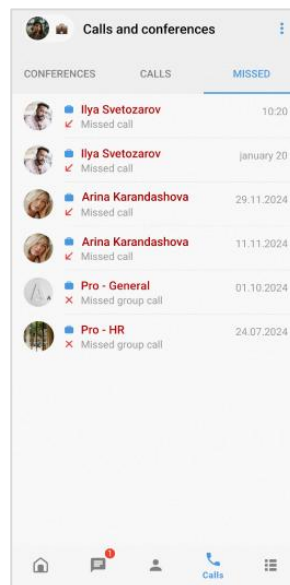 Calls and conferences
CONFERENCES CALLS MISSED
Ilya Svetozarov 10:20
Missed call
Ilya Svetozarov january 20
Missed call
Arina Karandashova 29.11.2024
Missed call
Arina Karandashova 11.11.2024
Missed call
Pro - General 01.10.2024
Missed group call
Pro - HR 24.07.2024
Missed group call
1
Calls